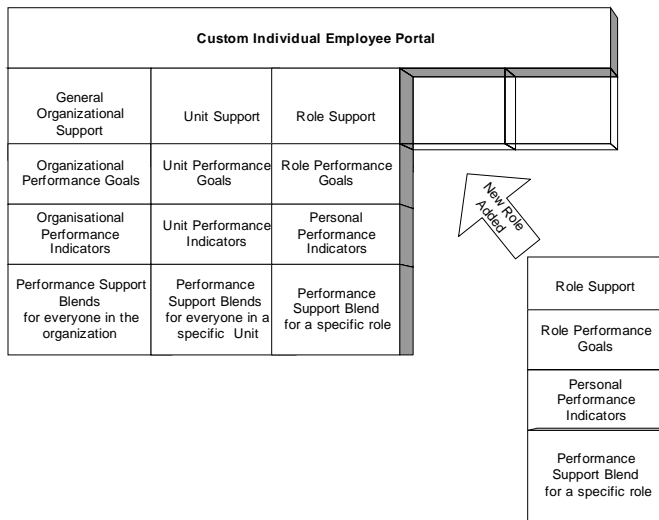 Custom Individual Employee Portal
General
Organizational
Support
Unit Support
Role Support
Organizational
Performance Goals
Unit Performance
Goals
Role Performance
Goals
Organisational
Performance
Indicators
Unit Performance
Indicators
Personal
Performance
Indicators
Performance Support
Blends
for everyone in the
organization
Performance
Support Blends
for everyone in a
specific Unit
Performance
Support Blend
for a specific role
New Role
Added
Role Support
Role Performance
Goals
Personal
Performance
Indicators
Performance
Support Blend
for a specific role